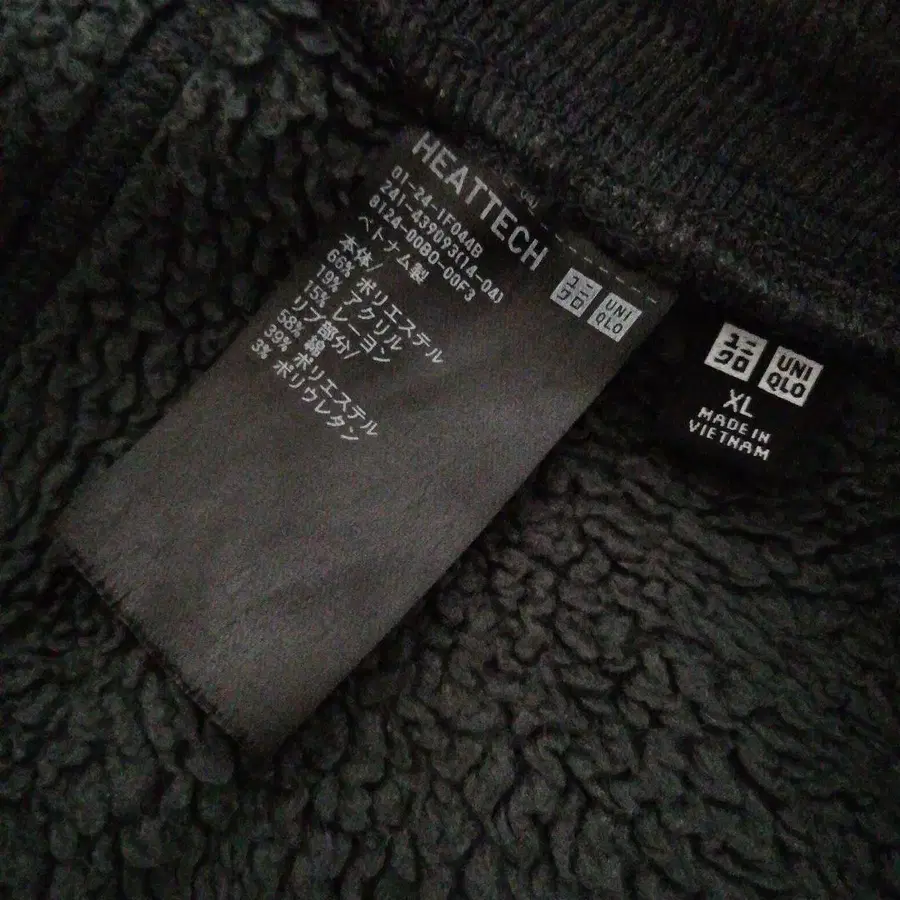 HEATTECH
01-24-1F044B
241-439093(14-04)
0124-00B0-00F3
ベトナム製
本体/
66% ポリエステル
19% アクリル
15% レーヨン
リブ部分/
58% 綿
39% ポリエステル
3% ポリウレタン
ユニ
クロ
UNI
QLO
ユニ
クロ
UNI
QLO
XL
MADE IN
VIETNAM